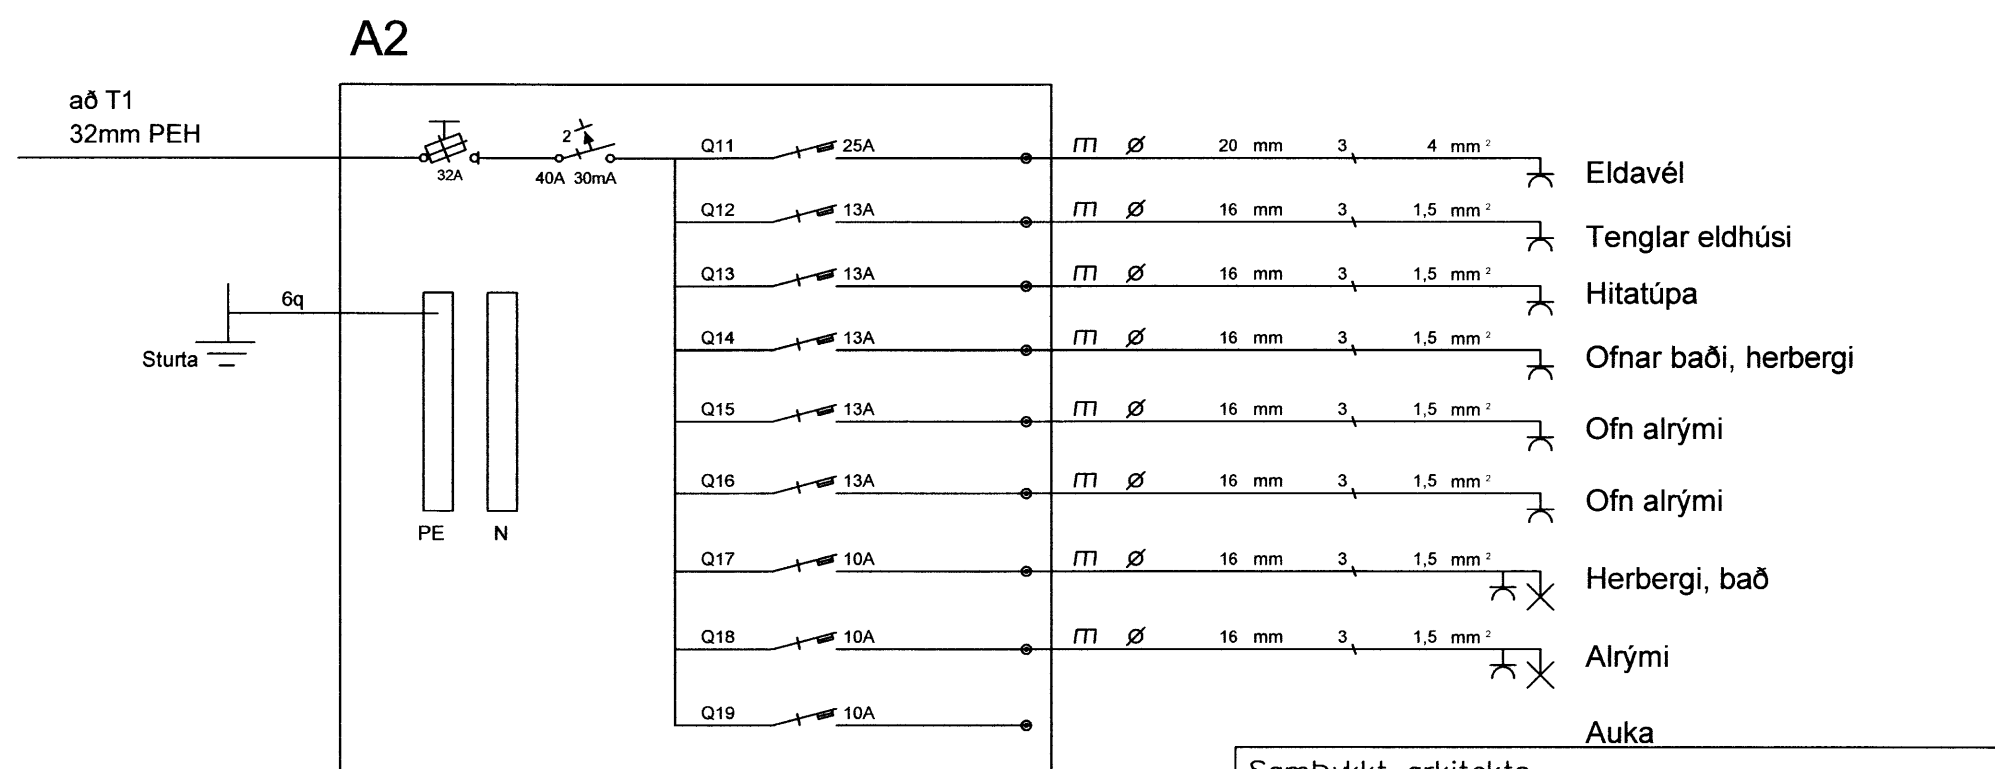 A2
að T1
32mm PEH
32A
2
40A 30mA
6q
Sturta
PE N
Q11 25A m Ø 20 mm 3 4 mm² Eldavél
Q12 13A m Ø 16 mm 3 1,5 mm² Tenglar eldhúsi
Q13 13A m Ø 16 mm 3 1,5 mm² Hitatúpa
Q14 13A m Ø 16 mm 3 1,5 mm² Ofnar baði, herbergi
Q15 13A m Ø 16 mm 3 1,5 mm² Ofn alrými
Q16 13A m Ø 16 mm 3 1,5 mm² Ofn alrými
Q17 10A m Ø 16 mm 3 1,5 mm² Herbergi, bað
Q18 10A m Ø 16 mm 3 1,5 mm² Alrými
Q19 10A Auka